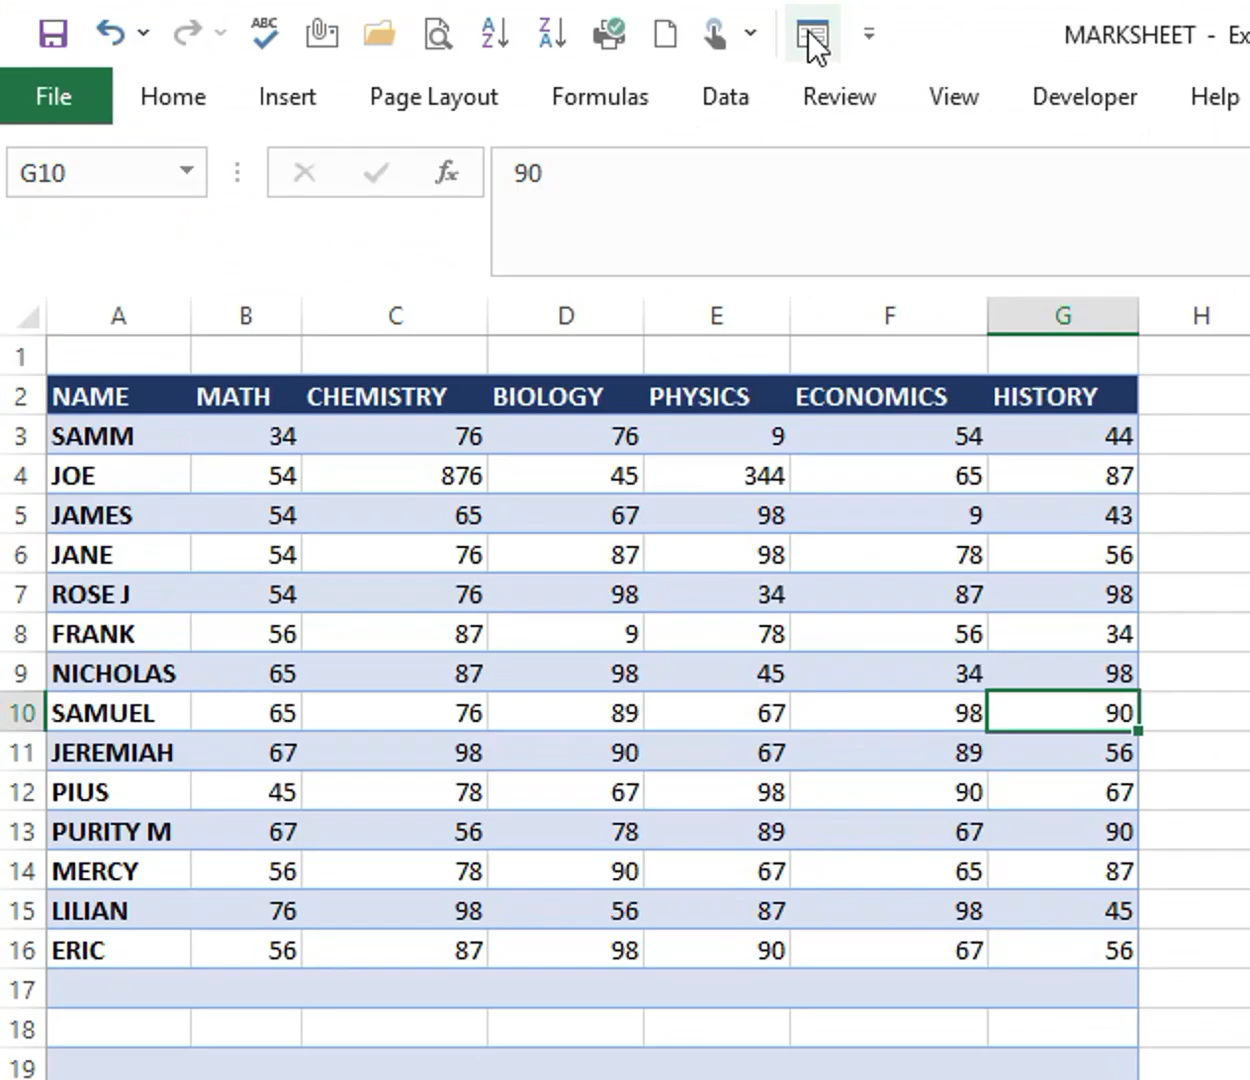 ABC
A Z
Z A
MARKSHEET - Ex
File Home Insert Page Layout Formulas Data Review View Developer Help
G10 fx 90
A B C D E F G H
1
2 NAME MATH CHEMISTRY BIOLOGY PHYSICS ECONOMICS HISTORY
3 SAMM 34 76 76 9 54 44
4 JOE 54 876 45 344 65 87
5 JAMES 54 65 67 98 9 43
6 JANE 54 76 87 98 78 56
7 ROSE J 54 76 98 34 87 98
8 FRANK 56 87 9 78 56 34
9 NICHOLAS 65 87 98 45 34 98
10 SAMUEL 65 76 89 67 98 90
11 JEREMIAH 67 98 90 67 89 56
12 PIUS 45 78 67 98 90 67
13 PURITY M 67 56 78 89 67 90
14 MERCY 56 78 90 67 65 87
15 LILIAN 76 98 56 87 98 45
16 ERIC 56 87 98 90 67 56
17
18
19